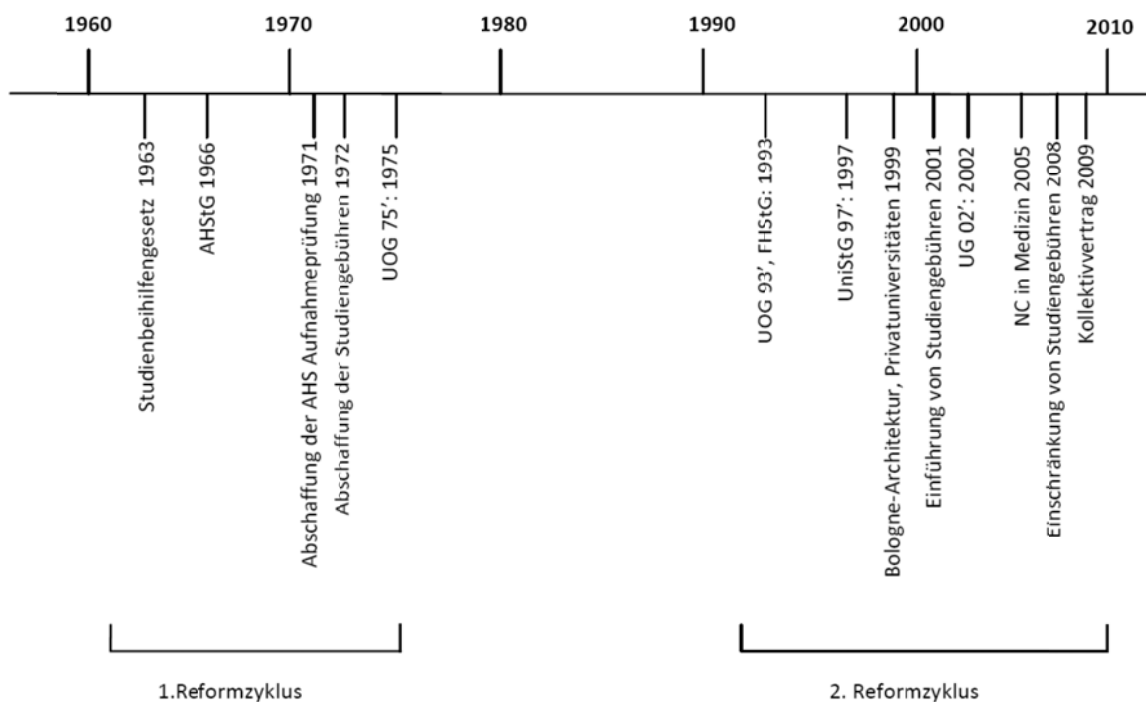 1960
1970
1980
1990
2000
2010
Studienbeihilfengesetz 1963
AHStG 1966
Abschaffung der AHS Aufnahmeprüfung 1971
Abschaffung der Studiengebühren 1972
UOG 75': 1975
UOG 93', FHStG: 1993
UniStG 97': 1997
Bologne-Architektur, Privatuniversitäten 1999
Einführung von Studiengebühren 2001
UG 02': 2002
NC in Medizin 2005
Einschränkung von Studiengebühren 2008
Kollektivvertrag 2009
1.Reformzyklus
2. Reformzyklus